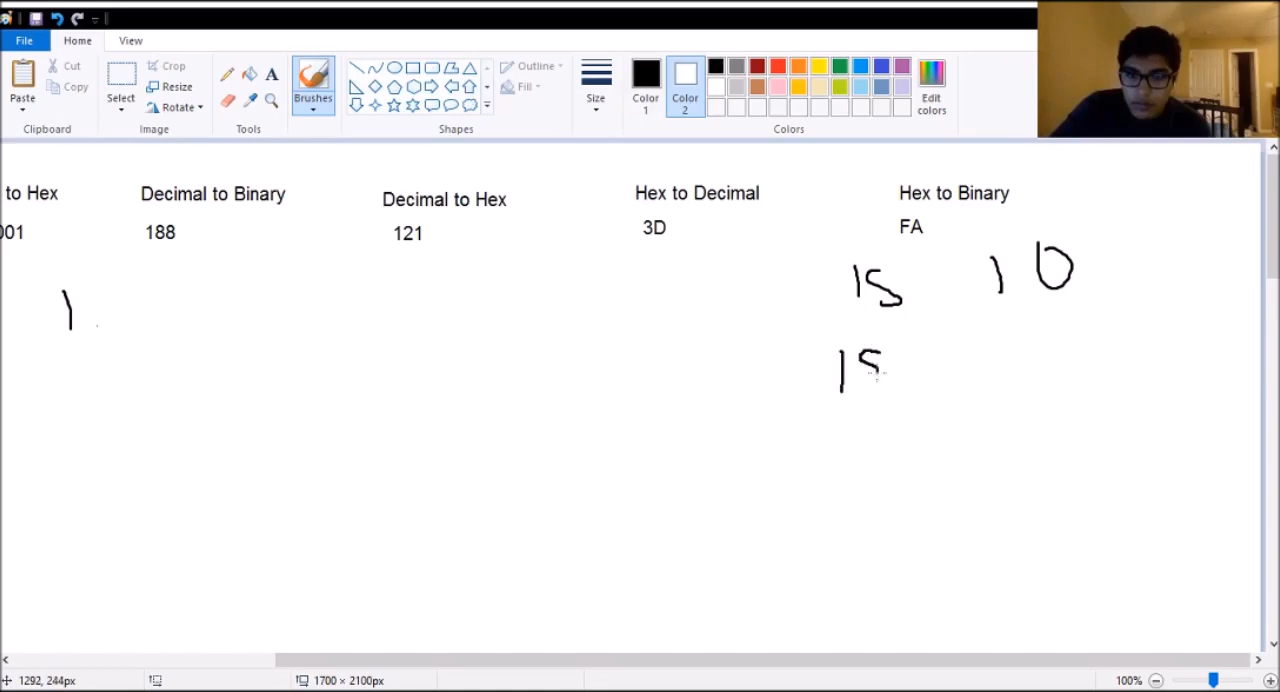 File Home View
Paste
Cut
Copy
Clipboard
Select
Crop
Resize
Rotate
Image
A
Tools
Brushes
Outline
Fill
Shapes
Size
Color 1
Color 2
Edit colors
Colors
to Hex Decimal to Binary Decimal to Hex Hex to Decimal Hex to Binary
001 188 121 3D FA
15 10
1
15
1292, 244px 1700 × 2100px 100%